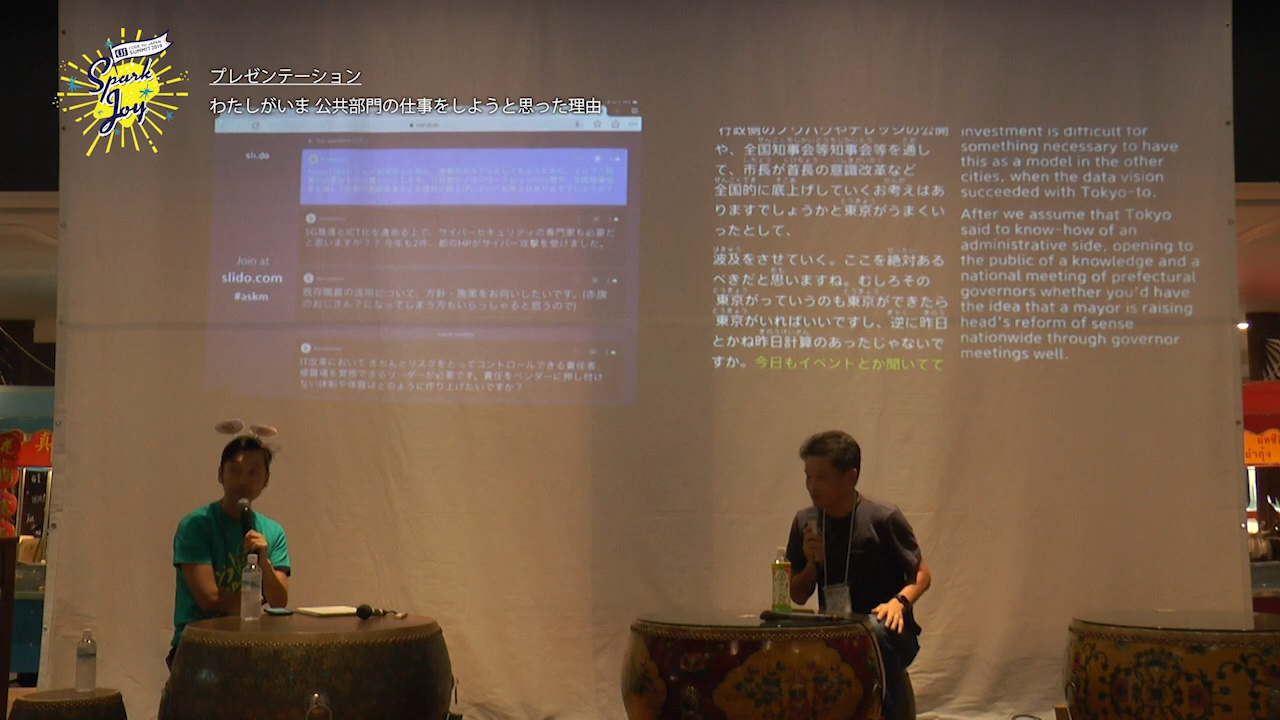 CODE for JAPAN
SUMMIT 2019
Spark
Joy
プレゼンテーション
わたしがいま 公共部門の仕事をしようと思った理由
sli.do
5G推進とICT化を進める上で、サイバーセキュリティの専門家も必要だ
と思いますが？？ 今年も2件、都のHPがサイバー攻撃を受けました。
Join at
slido.com
#askm
既存職員の活用について、方針・施策をお伺いしたいです。(赤旗
のおじさん？になってしまう方もいらっしゃると思うので)
IT改革において きちんとリスクをとってコントロールできる責任者、
修羅場を覚悟できるリーダーが必要です。責任をベンダーに押し付け
ない体制や体質はどのように作り上げたいですか？
行政側のノウハウやナレッジの公開
や、全国知事会等知事会等を通し
て、市長が首長の意識改革など
全国的に底上げしていくお考えはあ
りますでしょうかと東京がうまくい
ったとして、
波及をさせていく。ここを絶対ある
べきだと思いますね。むしろその
東京がっていうのも東京ができたら
東京がいればいいですし、逆に昨日
とかね昨日計算のあったじゃないで
すか。今日もイベントとか聞いてて
investment is difficult for
something necessary to have
this as a model in the other
cities, when the data vision
succeeded with Tokyo-to.
After we assume that Tokyo
said to know-how of an
administrative side, opening to
the public of a knowledge and a
national meeting of prefectural
governors whether you'd have
the idea that a mayor is raising
head's reform of sense
nationwide through governor
meetings well.